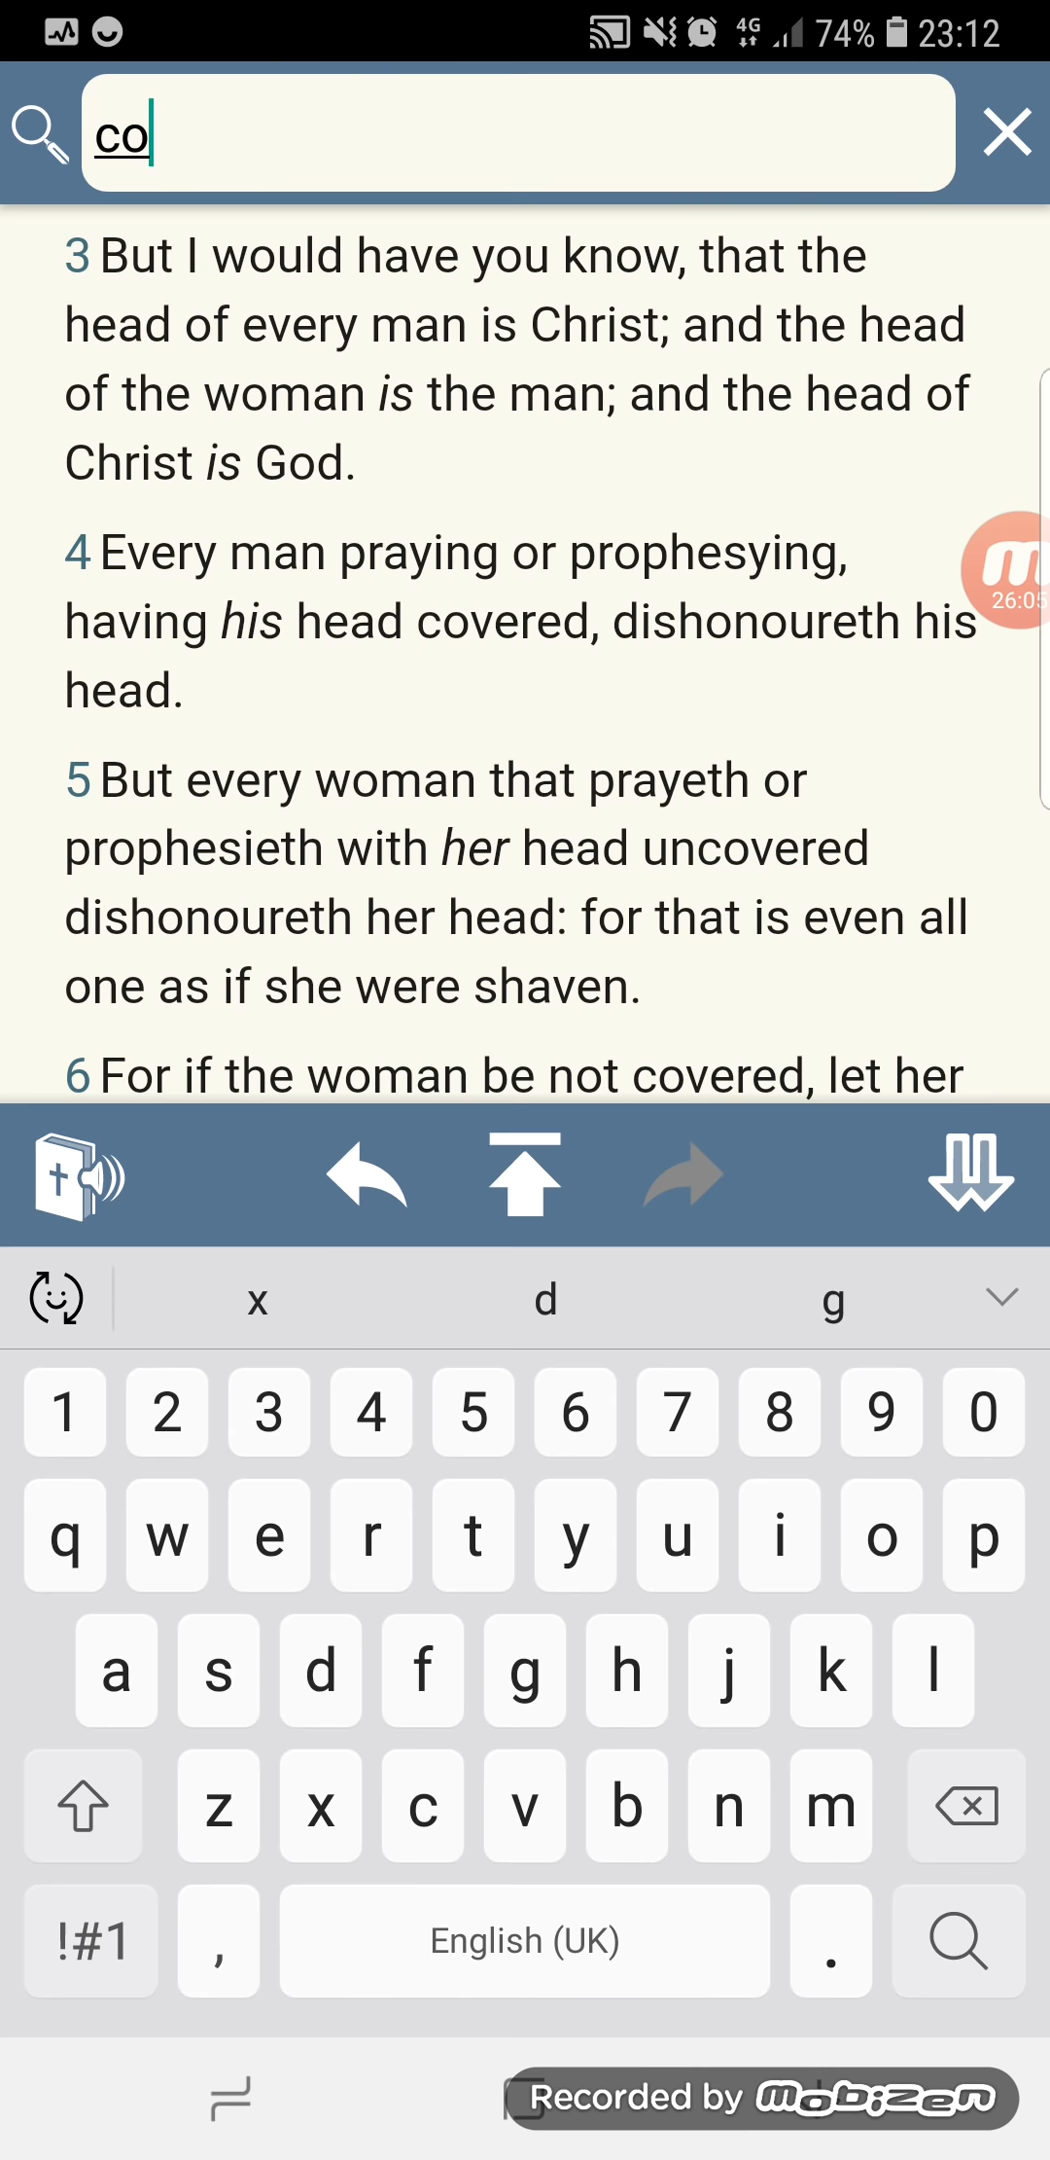 4G 74% 23:12
co
3 But I would have you know, that the
head of every man is Christ; and the head
of the woman is the man; and the head of
Christ is God.
4 Every man praying or prophesying,
having his head covered, dishonoureth his
head.
5 But every woman that prayeth or
prophesieth with her head uncovered
dishonoureth her head: for that is even all
one as if she were shaven.
6 For if the woman be not covered, let her
m
26:05
x d g
1 2 3 4 5 6 7 8 9 0
q w e r t y u i o p
a s d f g h j k l
z x c v b n m
!#1 , English (UK) .
Recorded by mobizen